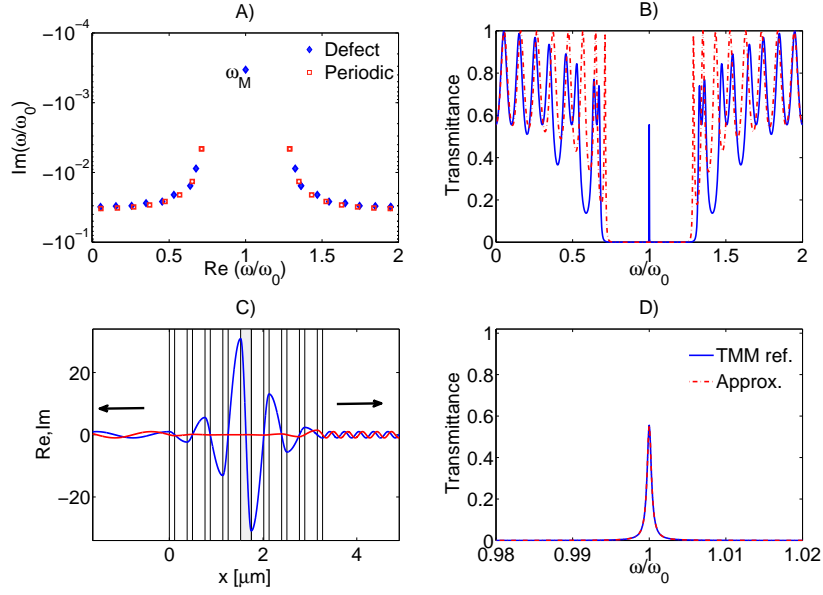 A)
Im(ω/ω0)
-10^-4
-10^-3
-10^-2
-10^-1
ωM
Defect
Periodic
0 0.5 1 1.5 2
Re (ω/ω0)
B)
Transmittance
1
0.8
0.6
0.4
0.2
0
0 0.5 1 1.5 2
ω/ω0
C)
Re,Im
20
0
-20
0 2 4
x [μm]
D)
Transmittance
1
0.8
0.6
0.4
0.2
0
TMM ref.
Approx.
0.98 0.99 1 1.01 1.02
ω/ω0